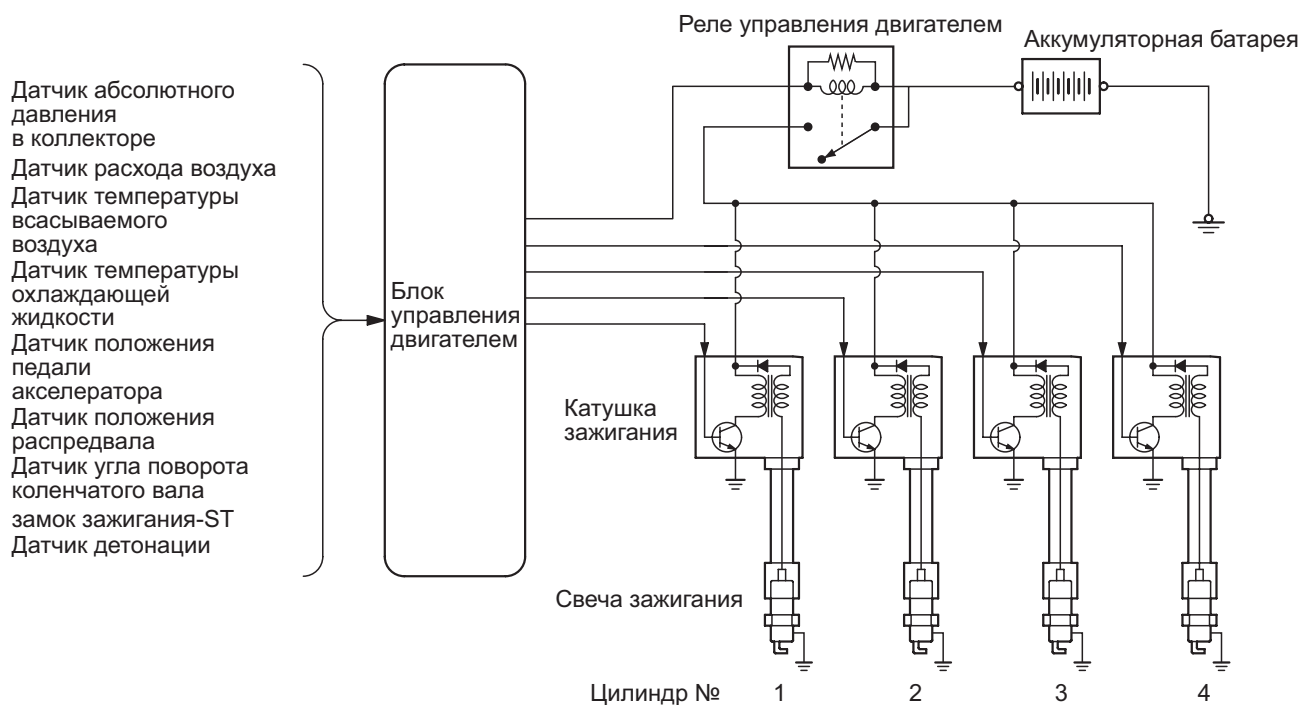 Реле управления двигателем
Аккумуляторная батарея
Датчик абсолютного
давления
в коллекторе
Датчик расхода воздуха
Датчик температуры
всасываемого
воздуха
Датчик температуры
охлаждающей
жидкости
Датчик положения
педали
акселератора
Датчик положения
распредвала
Датчик угла поворота
коленчатого вала
замок зажигания-ST
Датчик детонации
Блок
управления
двигателем
Катушка
зажигания
Свеча зажигания
Цилиндр № 1 2 3 4